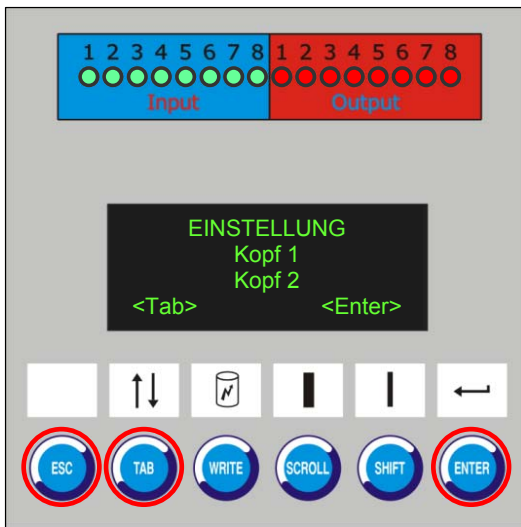 1 2 3 4 5 6 7 8 1 2 3 4 5 6 7 8
Input Output
EINSTELLUNG
Kopf 1
Kopf 2
<Tab> <Enter>
ESC TAB WRITE SCROLL SHIFT ENTER